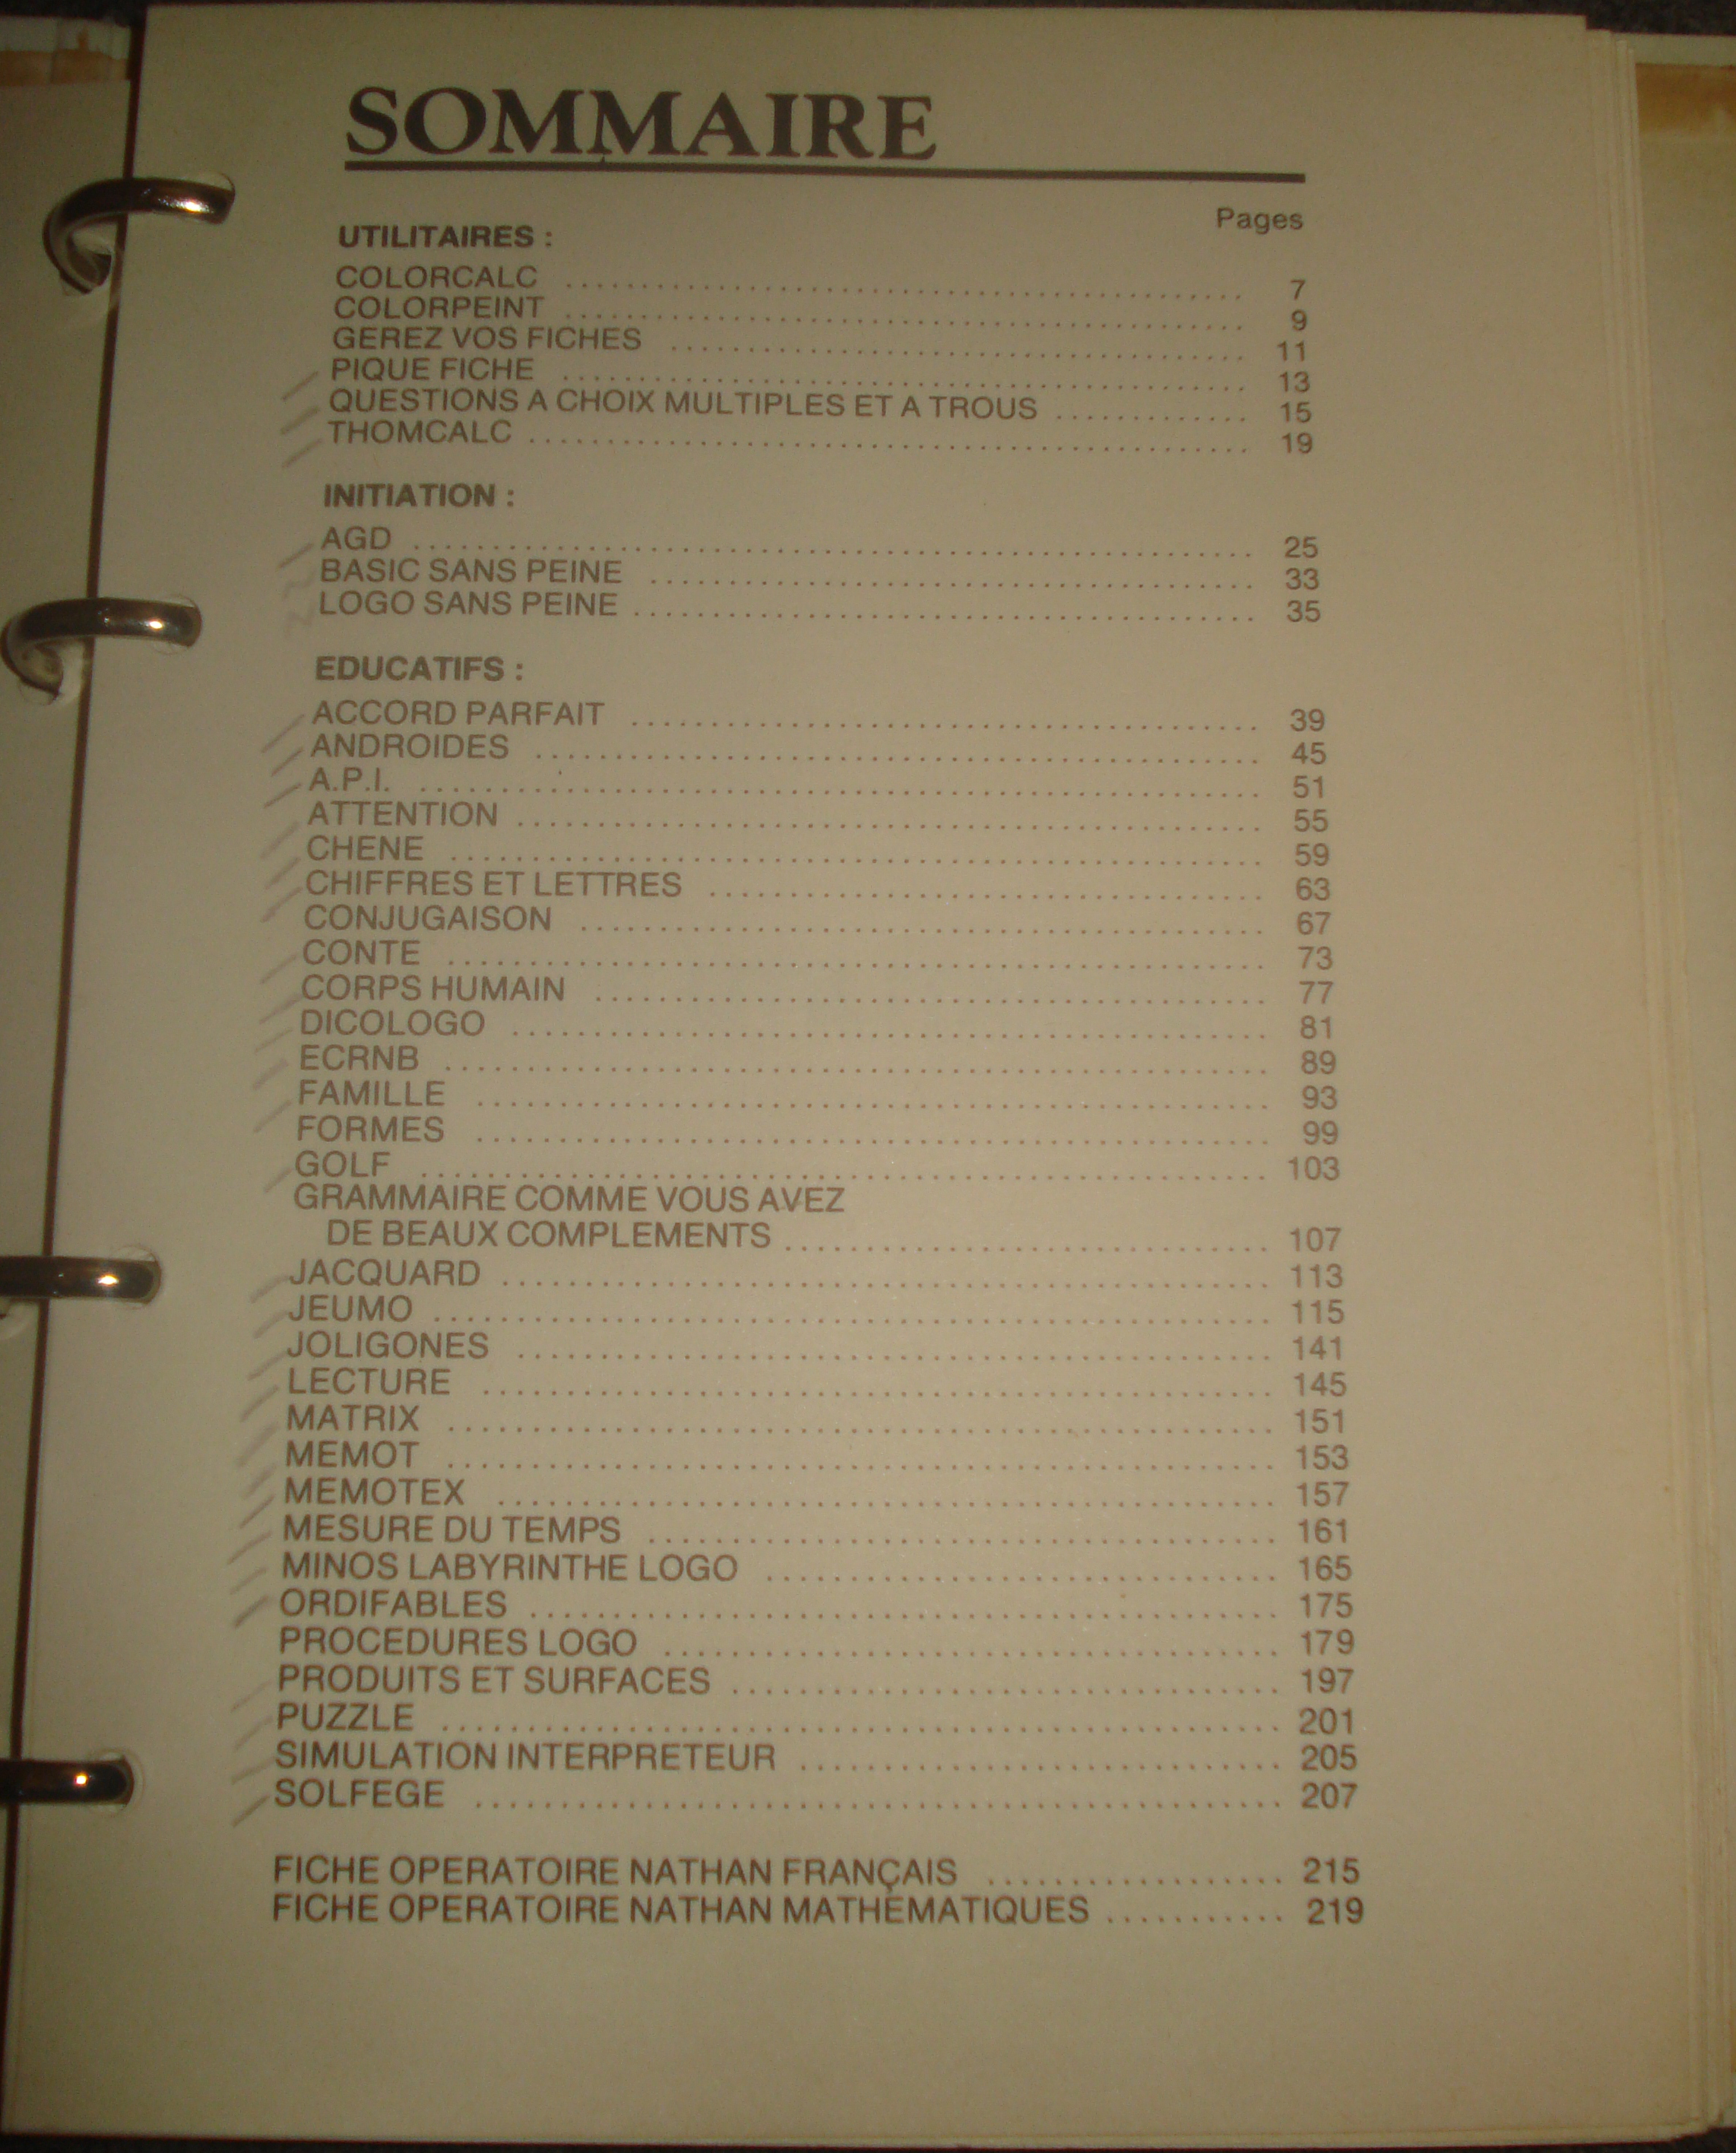 SOMMAIRE
Pages
UTILITAIRES :
COLORCALC ........ 7
COLORPEINT ........ 9
GEREZ VOS FICHES ........ 11
PIQUE FICHE ........ 13
QUESTIONS A CHOIX MULTIPLES ET A TROUS ........ 15
THOMCALC ........ 19
INITIATION :
AGD ........ 25
BASIC SANS PEINE ........ 33
LOGO SANS PEINE ........ 35
EDUCATIFS :
ACCORD PARFAIT ........ 39
ANDROIDES ........ 45
A.P.I. ........ 51
ATTENTION ........ 55
CHENE ........ 59
CHIFFRES ET LETTRES ........ 63
CONJUGAISON ........ 67
CONTE ........ 73
CORPS HUMAIN ........ 77
DICOLOGO ........ 81
ECRNB ........ 89
FAMILLE ........ 93
FORMES ........ 99
GOLF ........ 103
GRAMMAIRE COMME VOUS AVEZ
DE BEAUX COMPLEMENTS ........ 107
JACQUARD ........ 113
JEUMO ........ 115
JOLIGONES ........ 141
LECTURE ........ 145
MATRIX ........ 151
MEMOT ........ 153
MEMOTEX ........ 157
MESURE DU TEMPS ........ 161
MINOS LABYRINTHE LOGO ........ 165
ORDIFABLES ........ 175
PROCEDURES LOGO ........ 179
PRODUITS ET SURFACES ........ 197
PUZZLE ........ 201
SIMULATION INTERPRETEUR ........ 205
SOLFEGE ........ 207
FICHE OPERATOIRE NATHAN FRANÇAIS ........ 215
FICHE OPERATOIRE NATHAN MATHEMATIQUES ........ 219